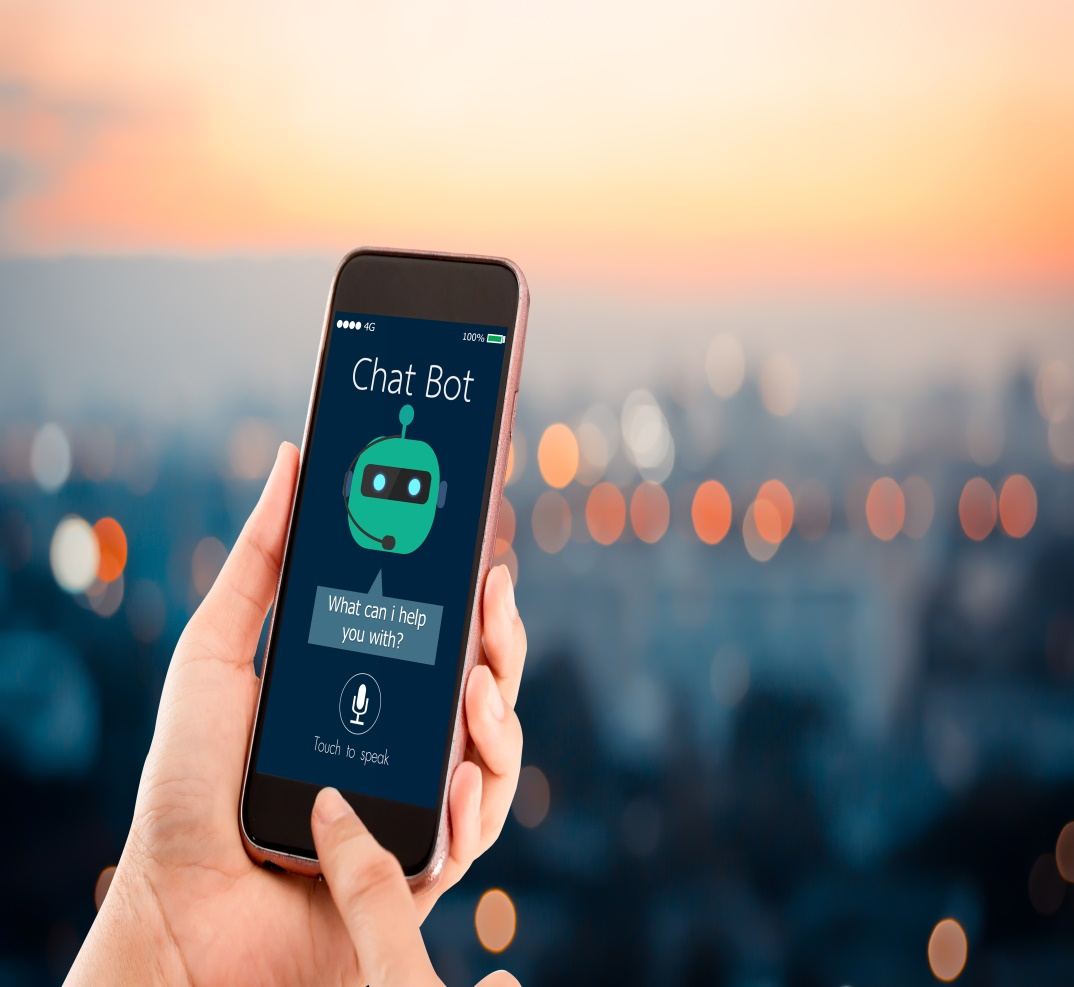 4G 100%
Chat Bot
What can i help
you with?
Touch to speak